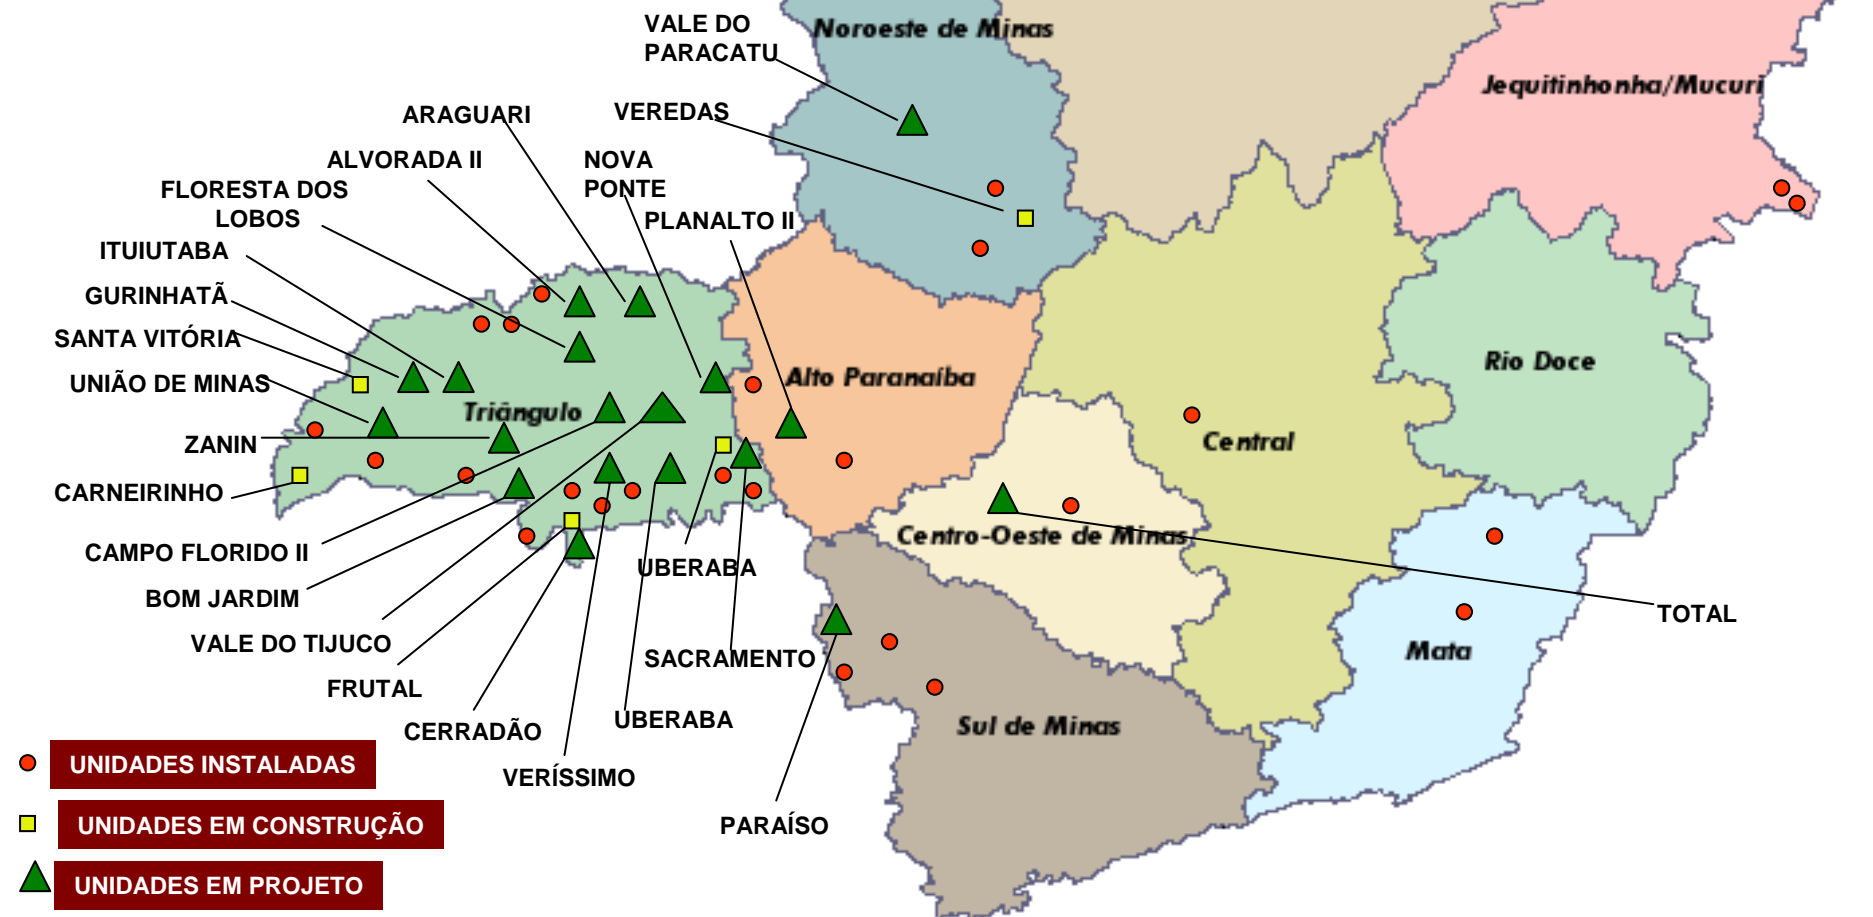 VALE DO
PARACATU
Noroeste de Minas
Jequitinhonha/Mucuri
ARAGUARI
VEREDAS
ALVORADA II
NOVA
PONTE
FLORESTA DOS
LOBOS
PLANALTO II
ITUIUTABA
GURINHATÃ
SANTA VITÓRIA
UNIÃO DE MINAS
Alto Paranaíba
Rio Doce
Triângulo
ZANIN
Central
CARNEIRINHO
Centro-Oeste de Minas
CAMPO FLORIDO II
UBERABA
BOM JARDIM
TOTAL
VALE DO TIJUCO
SACRAMENTO
Mata
FRUTAL
UBERABA
CERRADÃO
Sul de Minas
VERÍSSIMO
UNIDADES INSTALADAS
PARAÍSO
UNIDADES EM CONSTRUÇÃO
UNIDADES EM PROJETO